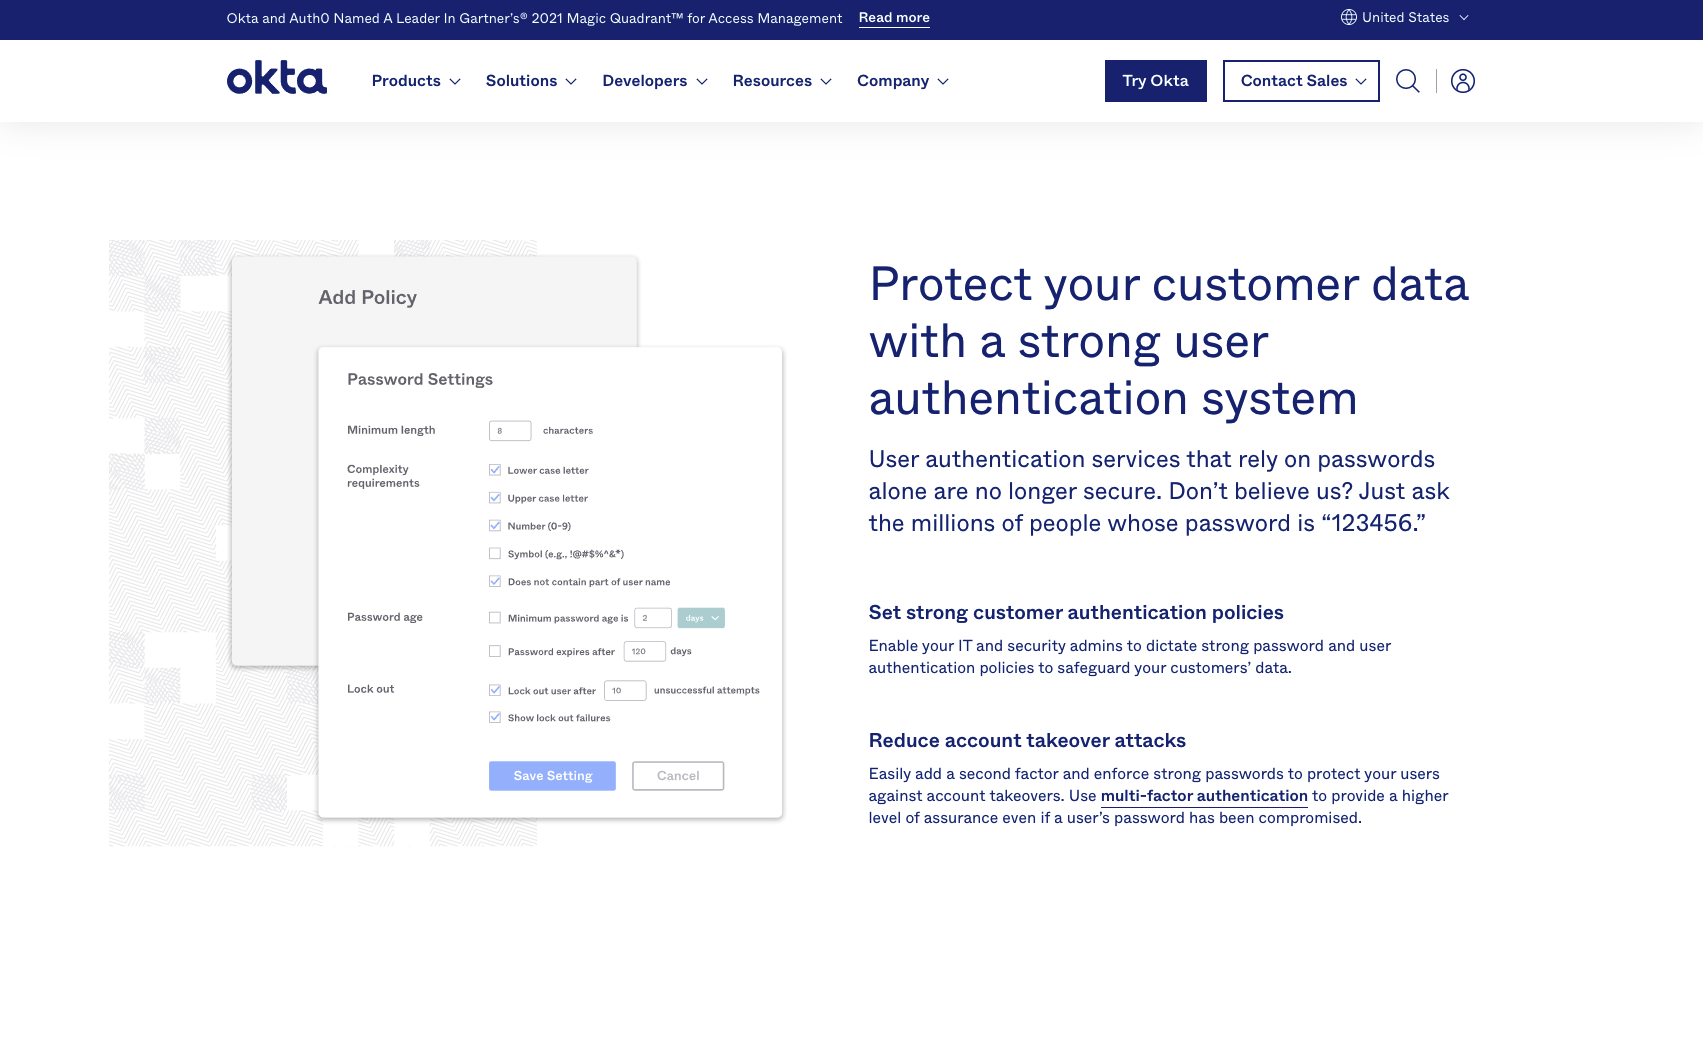 Okta and Auth0 Named A Leader In Gartner's® 2021 Magic Quadrant™ for Access Management Read more
United States
okta
Products
Solutions
Developers
Resources
Company
Try Okta
Contact Sales
Add Policy
Password Settings
Minimum length 8 characters
Complexity
requirements
Lower case letter
Upper case letter
Number (0-9)
Symbol (e.g., !@#$%^&*)
Does not contain part of user name
Password age
Minimum password age is 2 days
Password expires after 120 days
Lock out
Lock out user after 10 unsuccessful attempts
Show lock out failures
Save Setting
Cancel
Protect your customer data
with a strong user
authentication system
User authentication services that rely on passwords
alone are no longer secure. Don’t believe us? Just ask
the millions of people whose password is “123456.”
Set strong customer authentication policies
Enable your IT and security admins to dictate strong password and user
authentication policies to safeguard your customers’ data.
Reduce account takeover attacks
Easily add a second factor and enforce strong passwords to protect your users
against account takeovers. Use multi-factor authentication to provide a higher
level of assurance even if a user’s password has been compromised.